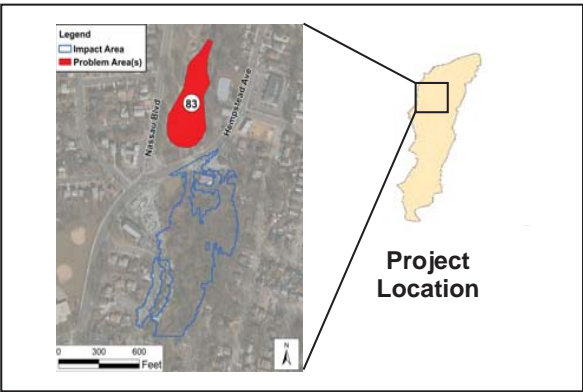 Legend
Impact Area
Problem Area(s)
83
Nassau Blvd
Hempstead Ave
0 300 600
Feet
N
Project
Location